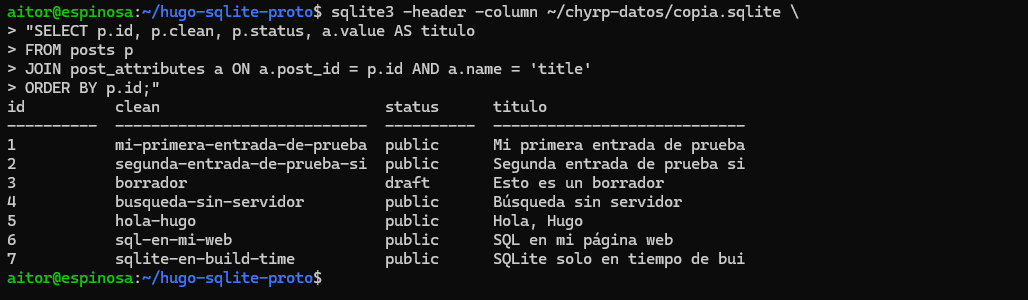 aitor@espinosa:~/hugo-sqlite-proto$ sqlite3 -header -column ~/chyrp-datos/copia.sqlite \
> "SELECT p.id, p.clean, p.status, a.value AS titulo
> FROM posts p
> JOIN post_attributes a ON a.post_id = p.id AND a.name = 'title'
> ORDER BY p.id;"
id          clean                        status      titulo
----------  ---------------------------  ----------  ---------------------------
1           mi-primera-entrada-de-prueba  public      Mi primera entrada de prueba
2           segunda-entrada-de-prueba-si  public      Segunda entrada de prueba si
3           borrador                     draft       Esto es un borrador
4           busqueda-sin-servidor        public      Búsqueda sin servidor
5           hola-hugo                    public      Hola, Hugo
6           sql-en-mi-web                public      SQL en mi página web
7           sqlite-en-build-time         public      SQLite solo en tiempo de bui
aitor@espinosa:~/hugo-sqlite-proto$